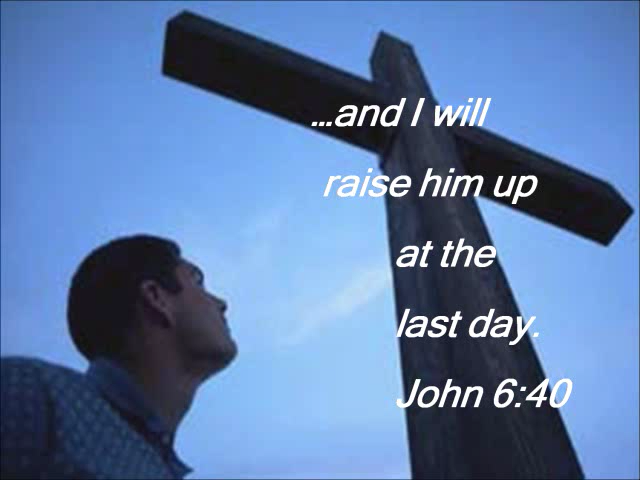 ...and I will
raise him up
at the
last day.
John 6:40